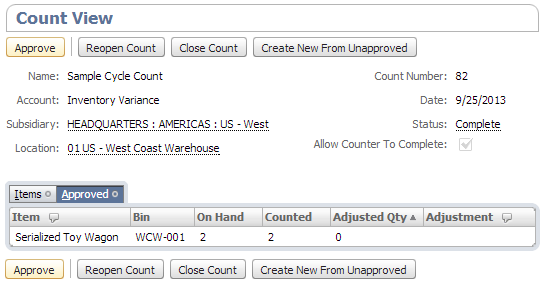 Count View
Approve Reopen Count Close Count Create New From Unapproved
Name: Sample Cycle Count Count Number: 82
Account: Inventory Variance Date: 9/25/2013
Subsidiary: HEADQUARTERS : AMERICAS : US - West Status: Complete
Location: 01 US - West Coast Warehouse Allow Counter To Complete:
Items Approved
Item Bin On Hand Counted Adjusted Qty Adjustment
Serialized Toy Wagon WCW-001 2 2 0
Approve Reopen Count Close Count Create New From Unapproved